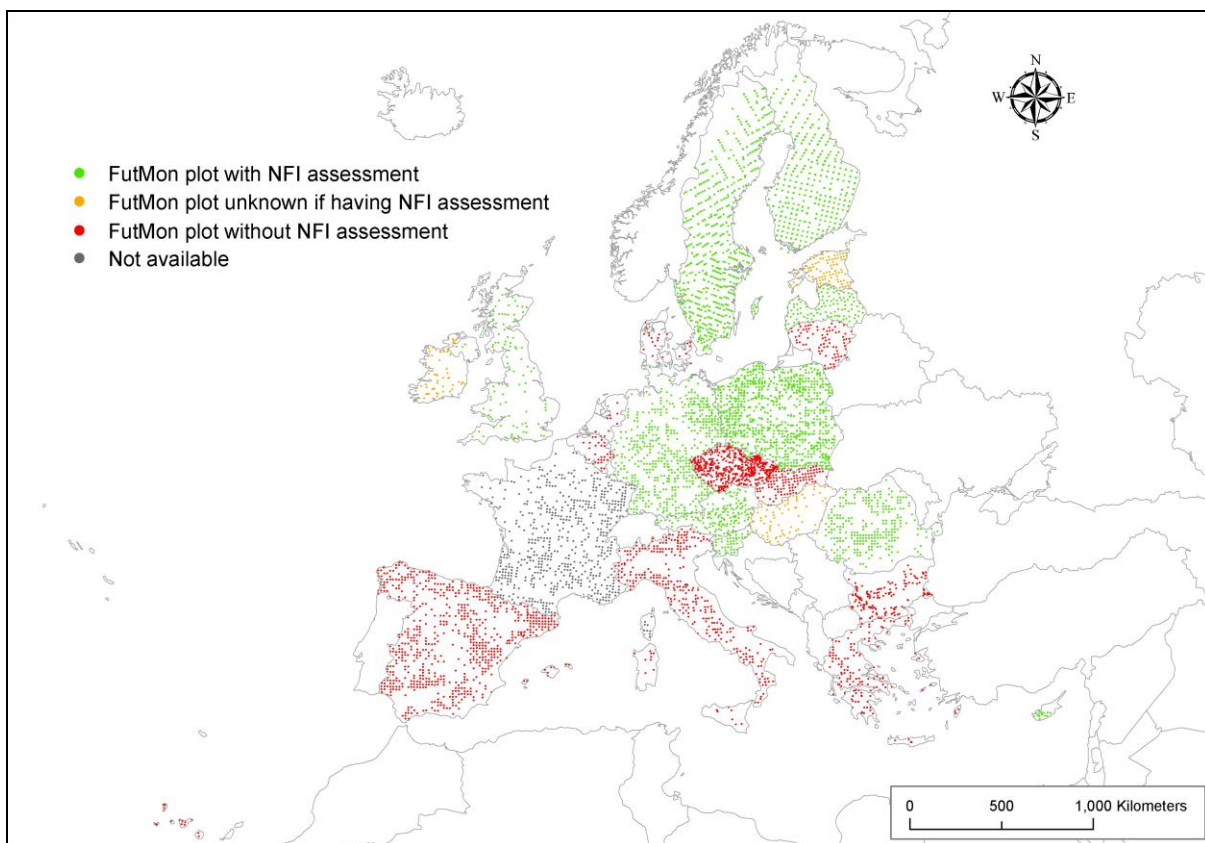 N
W E
S
FutMon plot with NFI assessment
FutMon plot unknown if having NFI assessment
FutMon plot without NFI assessment
Not available
0 500 1,000 Kilometers